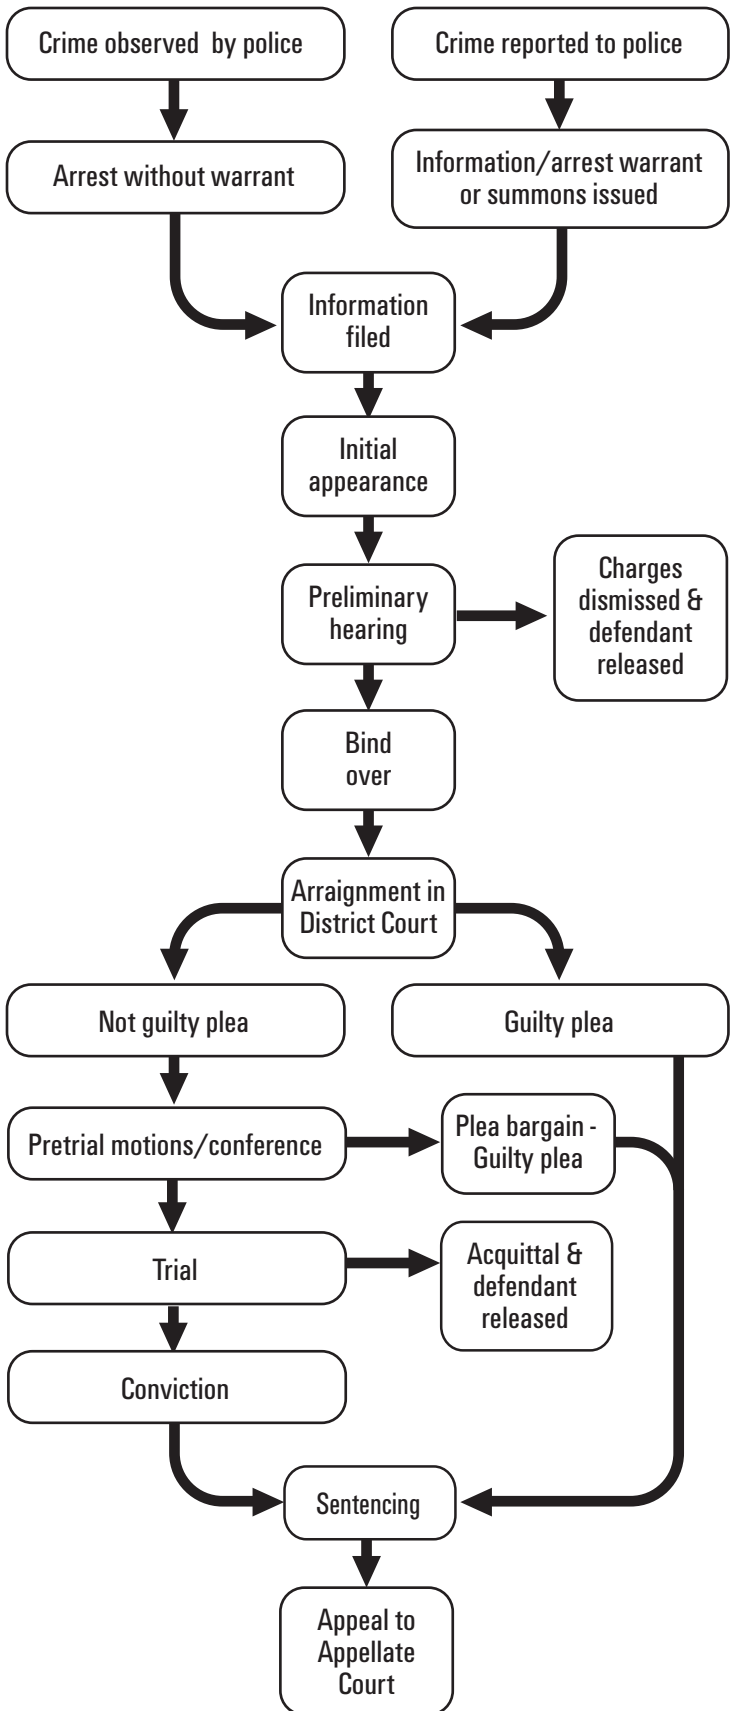 Crime observed by police
Crime reported to police
Arrest without warrant
Information/arrest warrant
or summons issued
Information
filed
Initial
appearance
Preliminary
hearing
Charges
dismissed &
defendant
released
Bind
over
Arraignment in
District Court
Not guilty plea
Guilty plea
Pretrial motions/conference
Plea bargain -
Guilty plea
Trial
Acquittal &
defendant
released
Conviction
Sentencing
Appeal to
Appellate
Court